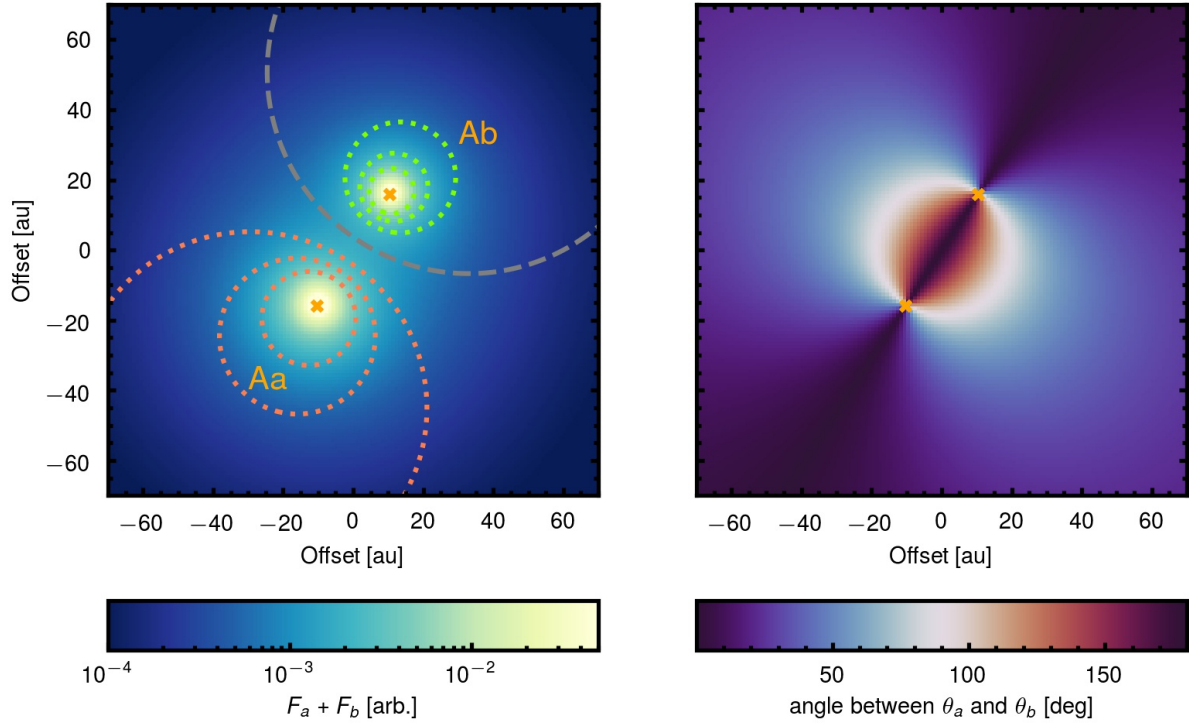 60
40
20
0
−20
−40
−60
Offset [au]
Ab
Aa
−60 −40 −20 0 20 40 60
Offset [au]
−60 −40 −20 0 20 40 60
Offset [au]
10⁻⁴ 10⁻³ 10⁻²
Fₐ + F_b [arb.]
50 100 150
angle between θₐ and θ_b [deg]